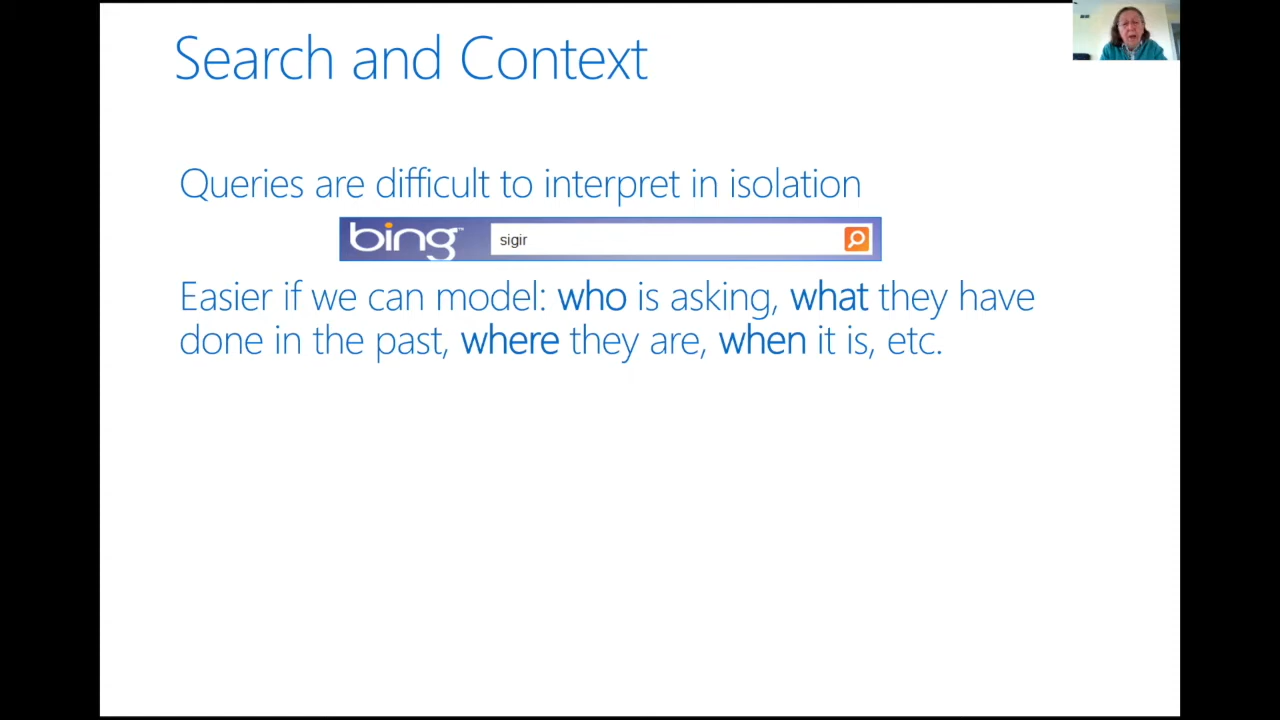 Search and Context
Queries are difficult to interpret in isolation
bing™ sigir
Easier if we can model: who is asking, what they have
done in the past, where they are, when it is, etc.